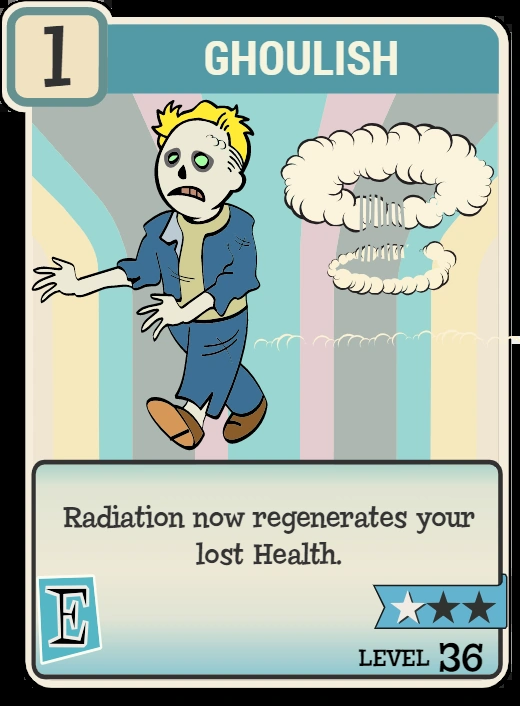 1
GHOULISH
Radiation now regenerates your
lost Health.
E
LEVEL 36